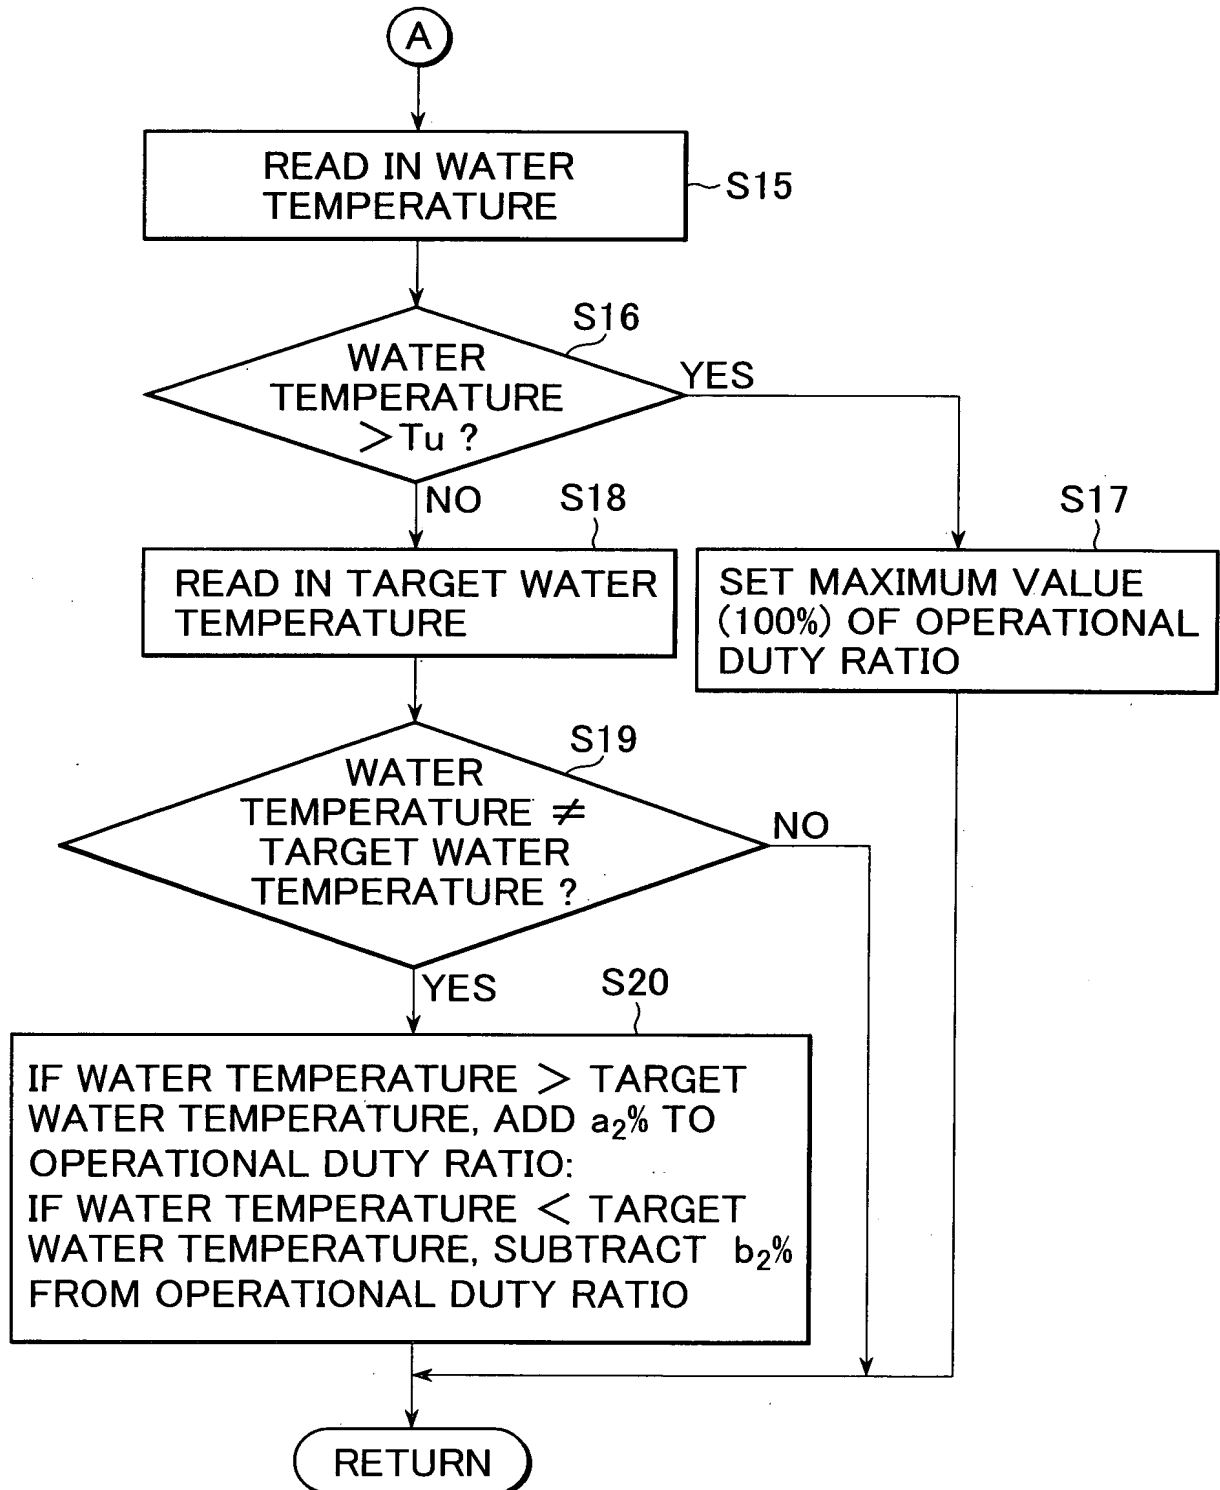 A
READ IN WATER
TEMPERATURE
S15
S16
WATER
TEMPERATURE
>Tu ?
YES
NO
S18
READ IN TARGET WATER
TEMPERATURE
S17
SET MAXIMUM VALUE
(100%) OF OPERATIONAL
DUTY RATIO
S19
WATER
TEMPERATURE ≠
TARGET WATER
TEMPERATURE ?
NO
YES
S20
IF WATER TEMPERATURE > TARGET
WATER TEMPERATURE, ADD a₂% TO
OPERATIONAL DUTY RATIO:
IF WATER TEMPERATURE < TARGET
WATER TEMPERATURE, SUBTRACT b₂%
FROM OPERATIONAL DUTY RATIO
RETURN